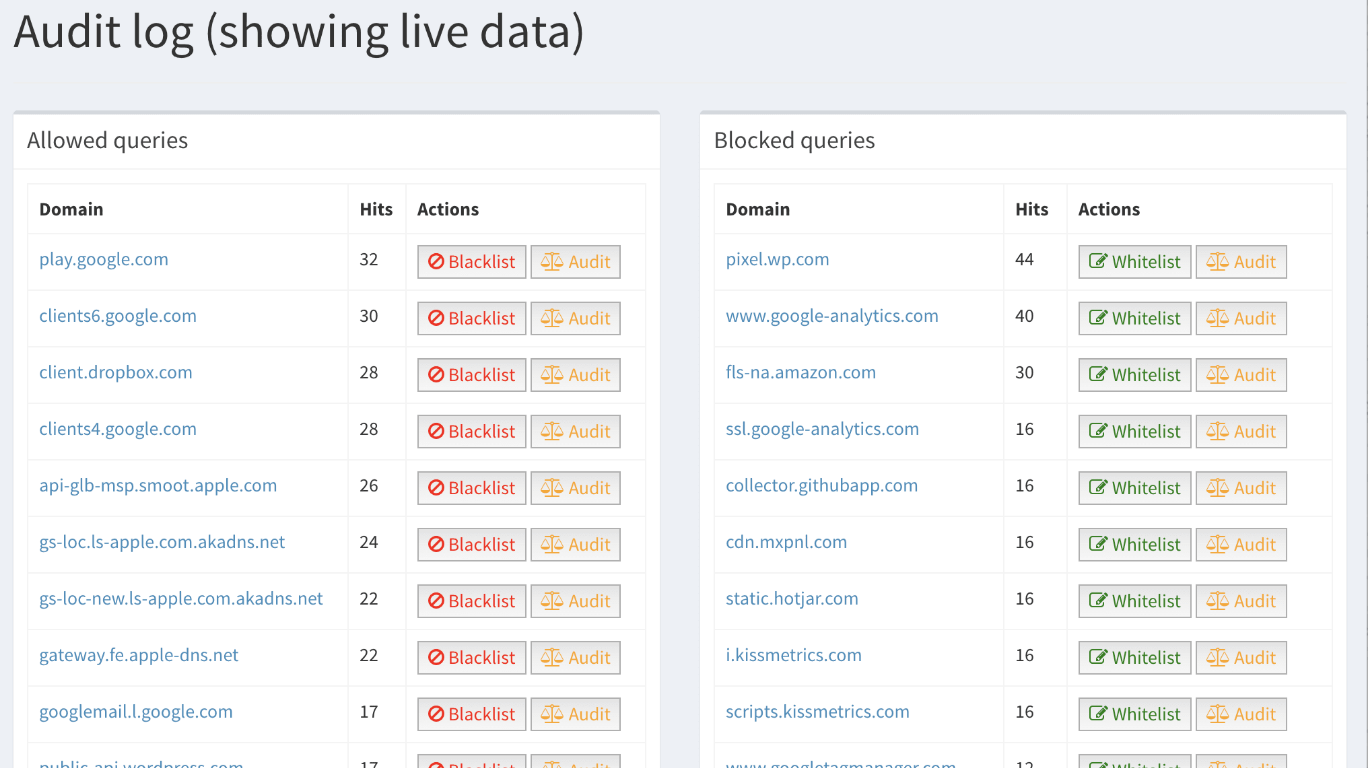 Audit log (showing live data)
Allowed queries
Domain Hits Actions
play.google.com 32 Blacklist Audit
clients6.google.com 30 Blacklist Audit
client.dropbox.com 28 Blacklist Audit
clients4.google.com 28 Blacklist Audit
api-glb-msp.smoot.apple.com 26 Blacklist Audit
gs-loc.ls-apple.com.akadns.net 24 Blacklist Audit
gs-loc-new.ls-apple.com.akadns.net 22 Blacklist Audit
gateway.fe.apple-dns.net 22 Blacklist Audit
googlemail.l.google.com 17 Blacklist Audit
public-api.wordpress.com 17 Blacklist Audit
Blocked queries
Domain Hits Actions
pixel.wp.com 44 Whitelist Audit
www.google-analytics.com 40 Whitelist Audit
fls-na.amazon.com 30 Whitelist Audit
ssl.google-analytics.com 16 Whitelist Audit
collector.githubapp.com 16 Whitelist Audit
cdn.mxpnl.com 16 Whitelist Audit
static.hotjar.com 16 Whitelist Audit
i.kissmetrics.com 16 Whitelist Audit
scripts.kissmetrics.com 16 Whitelist Audit
www.googletagmanager.com 12 Whitelist Audit